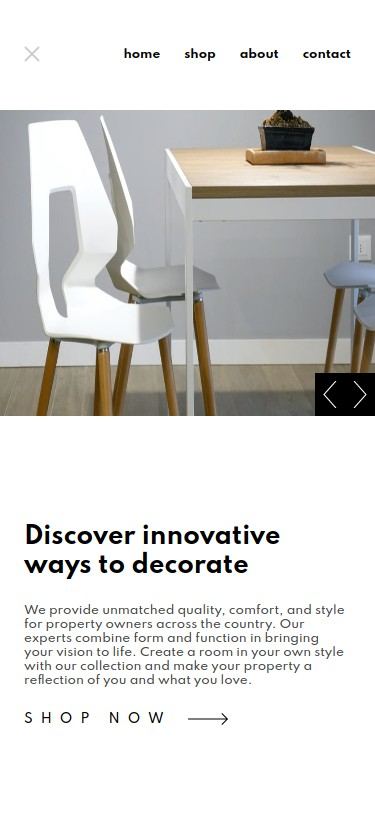 home shop about contact
Discover innovative
ways to decorate
We provide unmatched quality, comfort, and style
for property owners across the country. Our
experts combine form and function in bringing
your vision to life. Create a room in your own style
with our collection and make your property a
reflection of you and what you love.
SHOP NOW